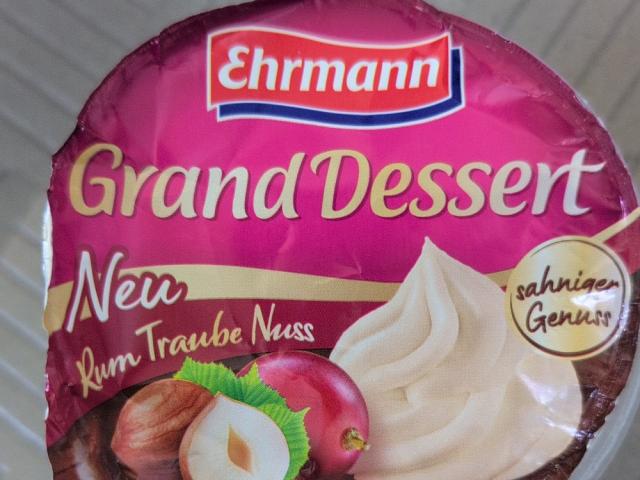 Ehrmann
Grand Dessert
Neu
Rum Traube Nuss
sahniger
Genuss